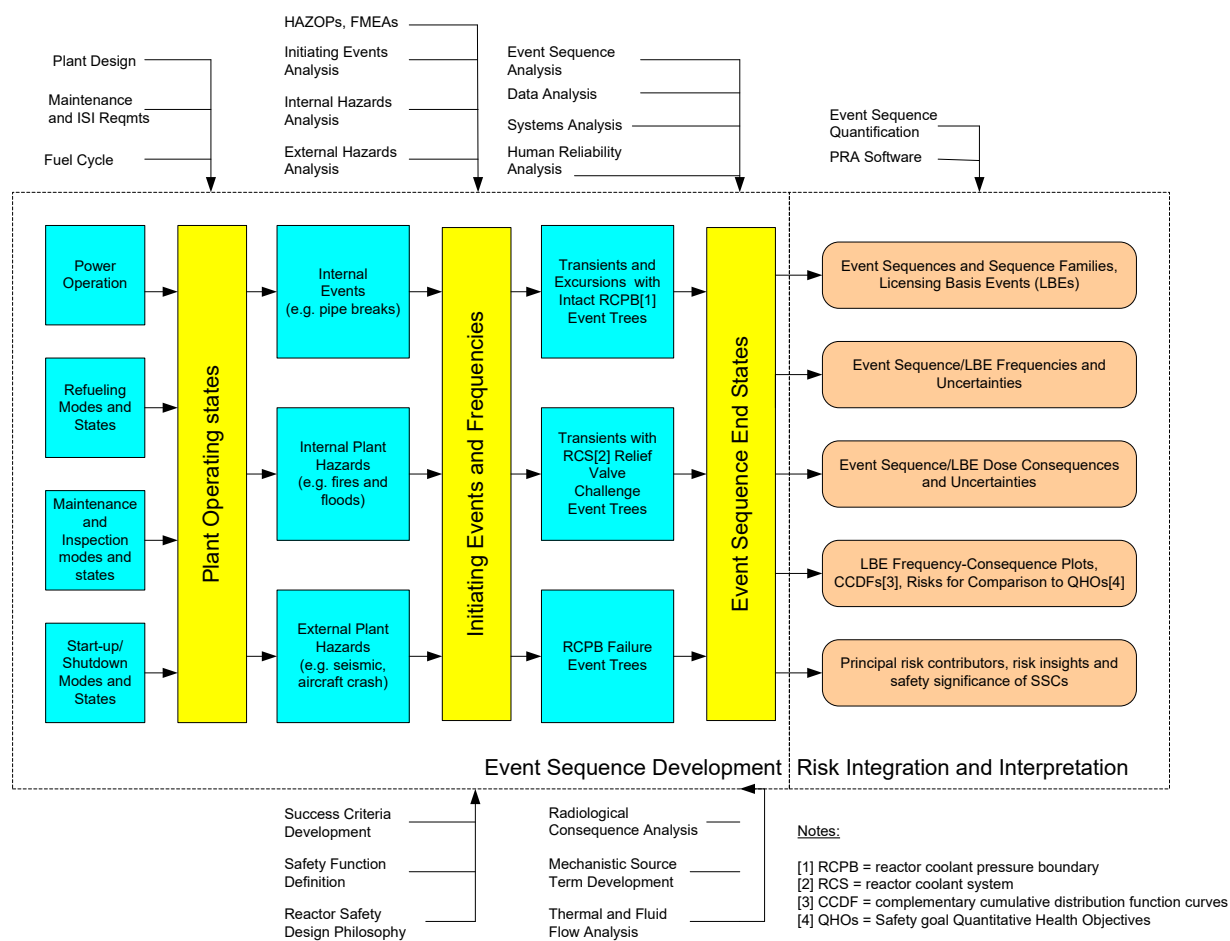 HAZOPs, FMEAs
Initiating Events
Analysis
Internal Hazards
Analysis
External Hazards
Analysis
Plant Design
Maintenance
and ISI Reqmts
Fuel Cycle
Event Sequence
Analysis
Data Analysis
Systems Analysis
Human Reliability
Analysis
Event Sequence
Quantification
PRA Software
Power
Operation
Refueling
Modes and
States
Maintenance
and
Inspection
modes and
states
Start-up/
Shutdown
Modes and
States
Plant Operating states
Internal
Events
(e.g. pipe breaks)
Internal Plant
Hazards
(e.g. fires and
floods)
External Plant
Hazards
(e.g. seismic,
aircraft crash)
Initiating Events and Frequencies
Transients and
Excursions with
Intact RCPB[1]
Event Trees
Transients with
RCS[2] Relief
Valve
Challenge
Event Trees
RCPB Failure
Event Trees
Event Sequence End States
Event Sequences and Sequence Families,
Licensing Basis Events (LBEs)
Event Sequence/LBE Frequencies and
Uncertainties
Event Sequence/LBE Dose Consequences
and Uncertainties
LBE Frequency-Consequence Plots,
CCDFs[3], Risks for Comparison to QHOs[4]
Principal risk contributors, risk insights and
safety significance of SSCs
Event Sequence Development
Risk Integration and Interpretation
Success Criteria
Development
Safety Function
Definition
Reactor Safety
Design Philosophy
Radiological
Consequence Analysis
Mechanistic Source
Term Development
Thermal and Fluid
Flow Analysis
Notes:
[1] RCPB = reactor coolant pressure boundary
[2] RCS = reactor coolant system
[3] CCDF = complementary cumulative distribution function curves
[4] QHOs = Safety goal Quantitative Health Objectives